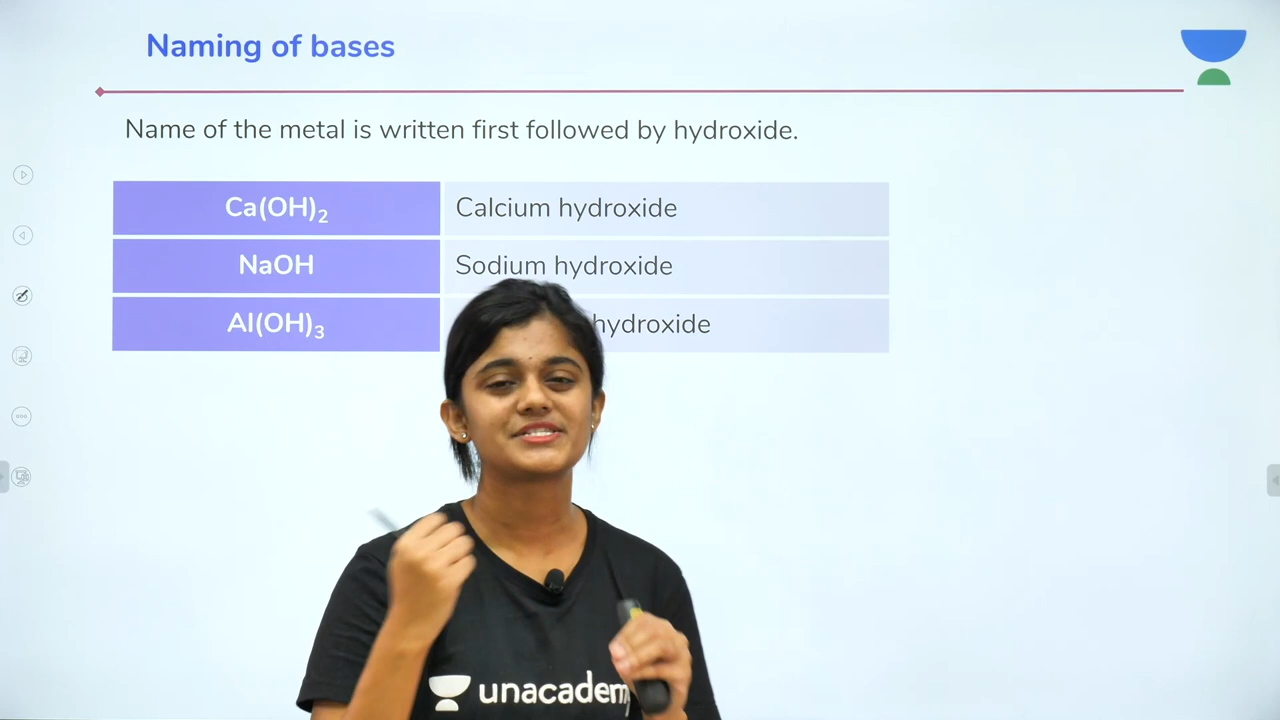 Naming of bases
Name of the metal is written first followed by hydroxide.
Ca(OH)₂ Calcium hydroxide
NaOH Sodium hydroxide
Al(OH)₃ hydroxide
unacadem